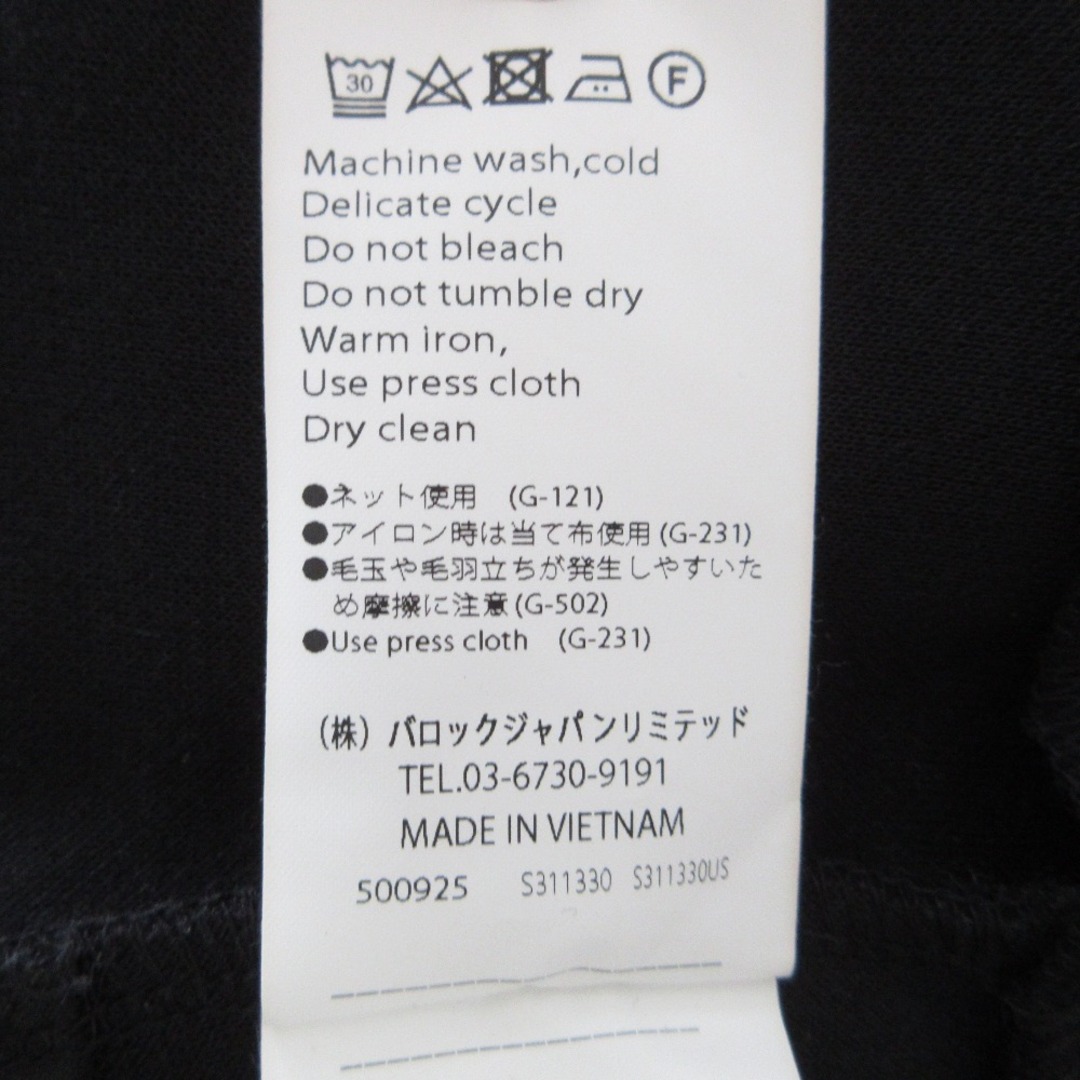 30 F
Machine wash,cold
Delicate cycle
Do not bleach
Do not tumble dry
Warm iron,
Use press cloth
Dry clean
●ネット使用 (G-121)
●アイロン時は当て布使用 (G-231)
●毛玉や毛羽立ちが発生しやすいた
め摩擦に注意 (G-502)
●Use press cloth (G-231)
(株) バロックジャパンリミテッド
TEL.03-6730-9191
MADE IN VIETNAM
500925 S311330 S311330US